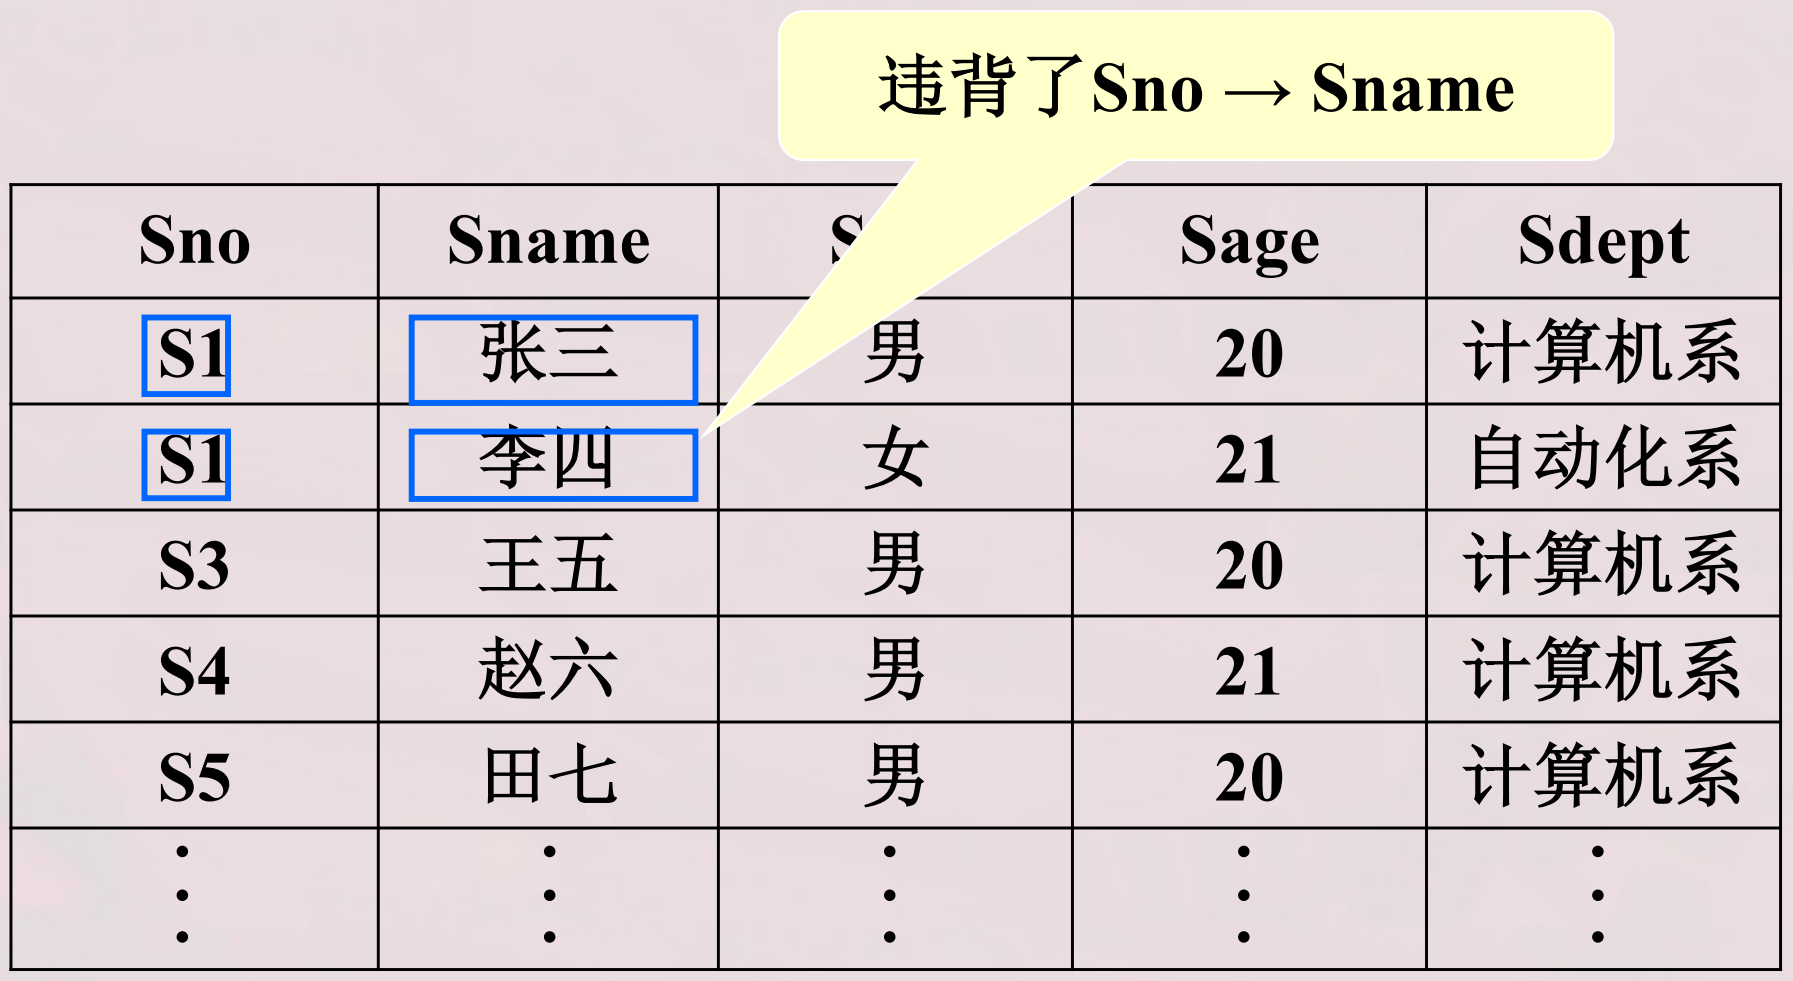 违背了Sno → Sname
Sno Sname S Sage Sdept
S1 张三 男 20 计算机系
S1 李四 女 21 自动化系
S3 王五 男 20 计算机系
S4 赵六 男 21 计算机系
S5 田七 男 20 计算机系